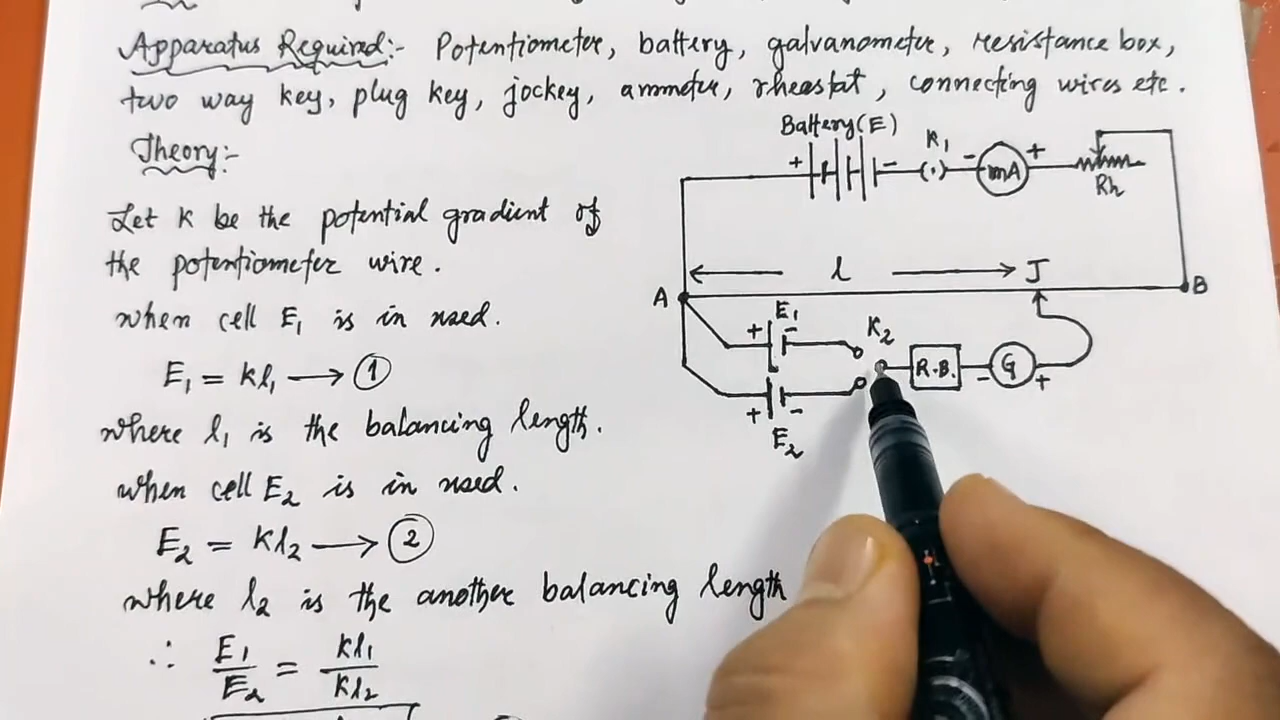 Apparatus Required:- Potentiometer, battery, galvanometer, resistance box,
two way key, plug key, jockey, ammeter, rheostat, connecting wires etc.
Theory:-
Let K be the potential gradient of
the potentiometer wire.
when cell E₁ is in used.
E₁ = Kl₁ ⟶ ①
where l₁ is the balancing length.
when cell E₂ is in used.
E₂ = Kl₂ ⟶ ②
where l₂ is the another balancing length
∴ E₁/E₂ = Kl₁/Kl₂
Battery(E)
+ - K₁ - mA + Rh
← l → J
A B
+ E₁ - K₂
R.B. - G +
+ E₂ -